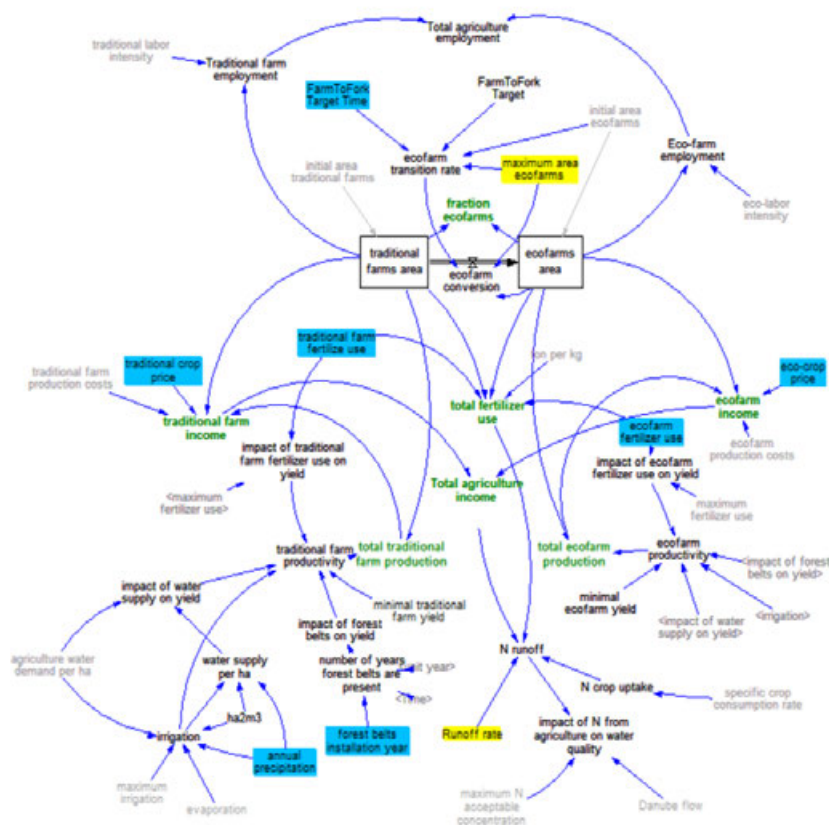 Total agriculture
employment
traditional labor
intensity
Traditional farm
employment
FarmToFork
Target Time
FarmToFork
Target
initial area
ecofarms
Eco-farm
employment
ecofarm
transition rate
maximum area
ecofarms
initial area
traditional farms
eco-labor
intensity
fraction
ecofarms
traditional
farms area
ecofarm
conversion
ecofarms
area
traditional farm
fertilize use
per kg
traditional farm
production costs
traditional crop
price
eco-crop
price
total fertilizer
use
ecofarm
income
traditional farm
income
ecofarm
fertilizer use
ecofarm
production costs
impact of traditional
farm fertilizer use on
yield
impact of ecofarm
fertilizer use on yield
Total agriculture
income
<maximum
fertilizer use>
maximum
fertilizer use
traditional farm
productivity
total traditional
farm production
total ecofarm
production
ecofarm
productivity
<impact of forest
belts on yield>
impact of water
supply on yield
minimal traditional
farm yield
minimal
ecofarm yield
<irrigation>
<impact of water
supply on yield>
impact of forest
belts on yield
agriculture water
demand per ha
water supply
per ha
number of years
forest belts are
present
year>
<Time>
N runoff
N crop uptake
specific crop
consumption rate
ha2m3
irrigation
forest belts
installation year
Runoff rate
impact of N from
agriculture on water
quality
annual
precipitation
maximum
irrigation
evaporation
maximum N
acceptable
concentration
Danube flow